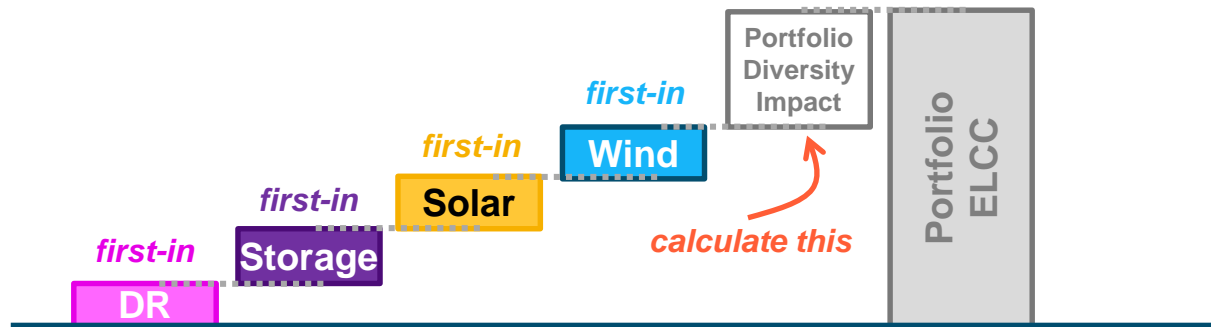 first-in
DR
first-in
Storage
first-in
Solar
first-in
Wind
Portfolio
Diversity
Impact
calculate this
Portfolio
ELCC